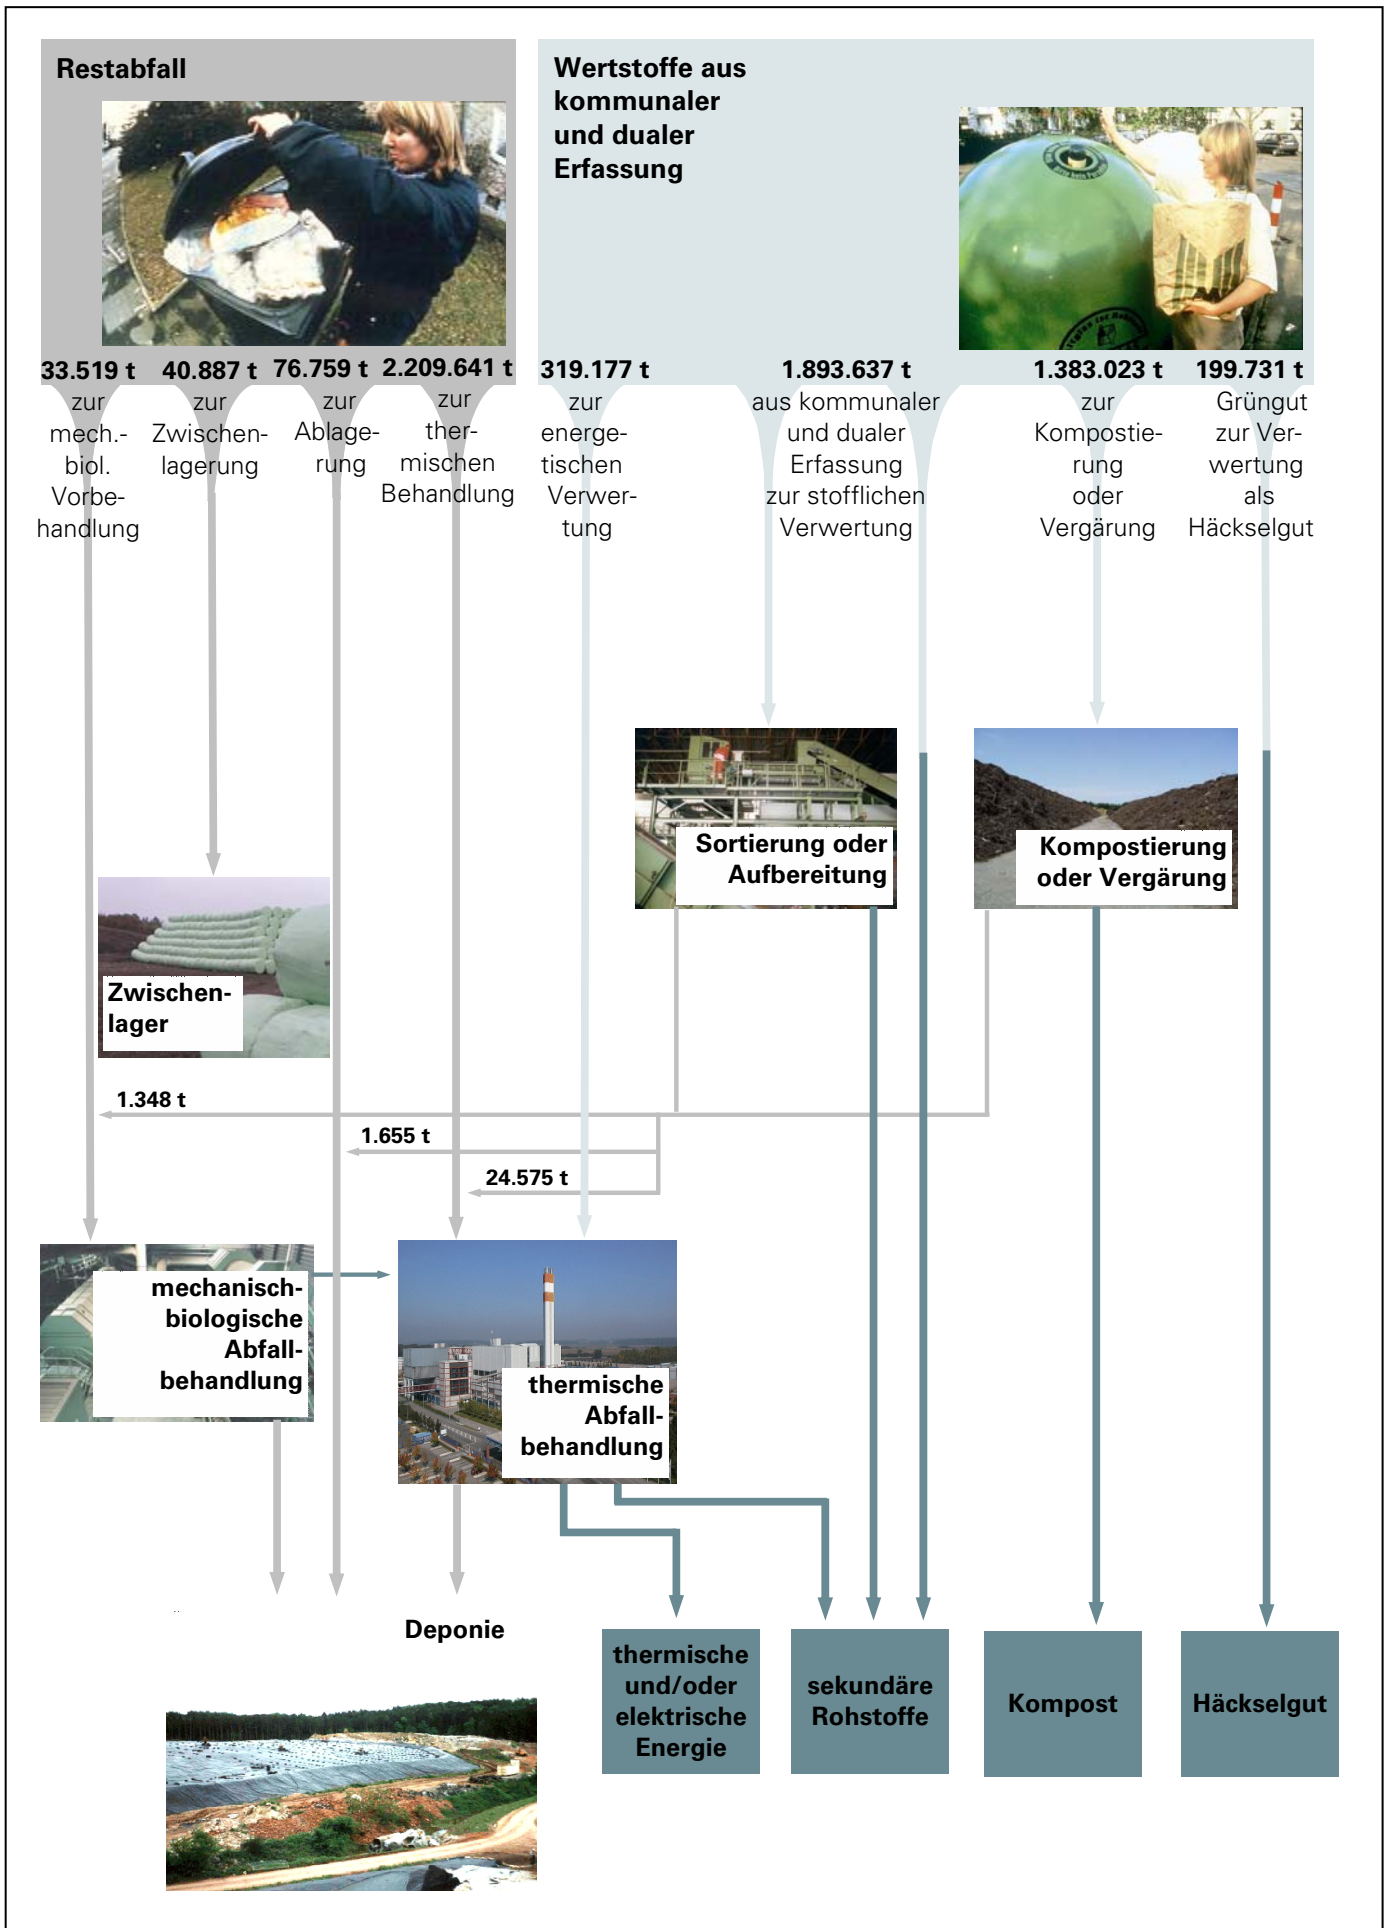 Restabfall
Wertstoffe aus
kommunaler
und dualer
Erfassung
33.519 t
zur
mech.-
biol.
Vorbe-
handlung
40.887 t
zur
Zwischen-
lagerung
76.759 t
zur
Ablage-
rung
2.209.641 t
zur
ther-
mischen
Behandlung
319.177 t
zur
energe-
tischen
Verwer-
tung
1.893.637 t
aus kommunaler
und dualer
Erfassung
zur stofflichen
Verwertung
1.383.023 t
zur
Kompostie-
rung
oder
Vergärung
199.731 t
Grüngut
zur Ver-
wertung
als
Häckselgut
Sortierung oder
Aufbereitung
Kompostierung
oder Vergärung
Zwischen-
lager
1.348 t
1.655 t
24.575 t
mechanisch-
biologische
Abfall-
behandlung
thermische
Abfall-
behandlung
Deponie
thermische
und/oder
elektrische
Energie
sekundäre
Rohstoffe
Kompost
Häckselgut